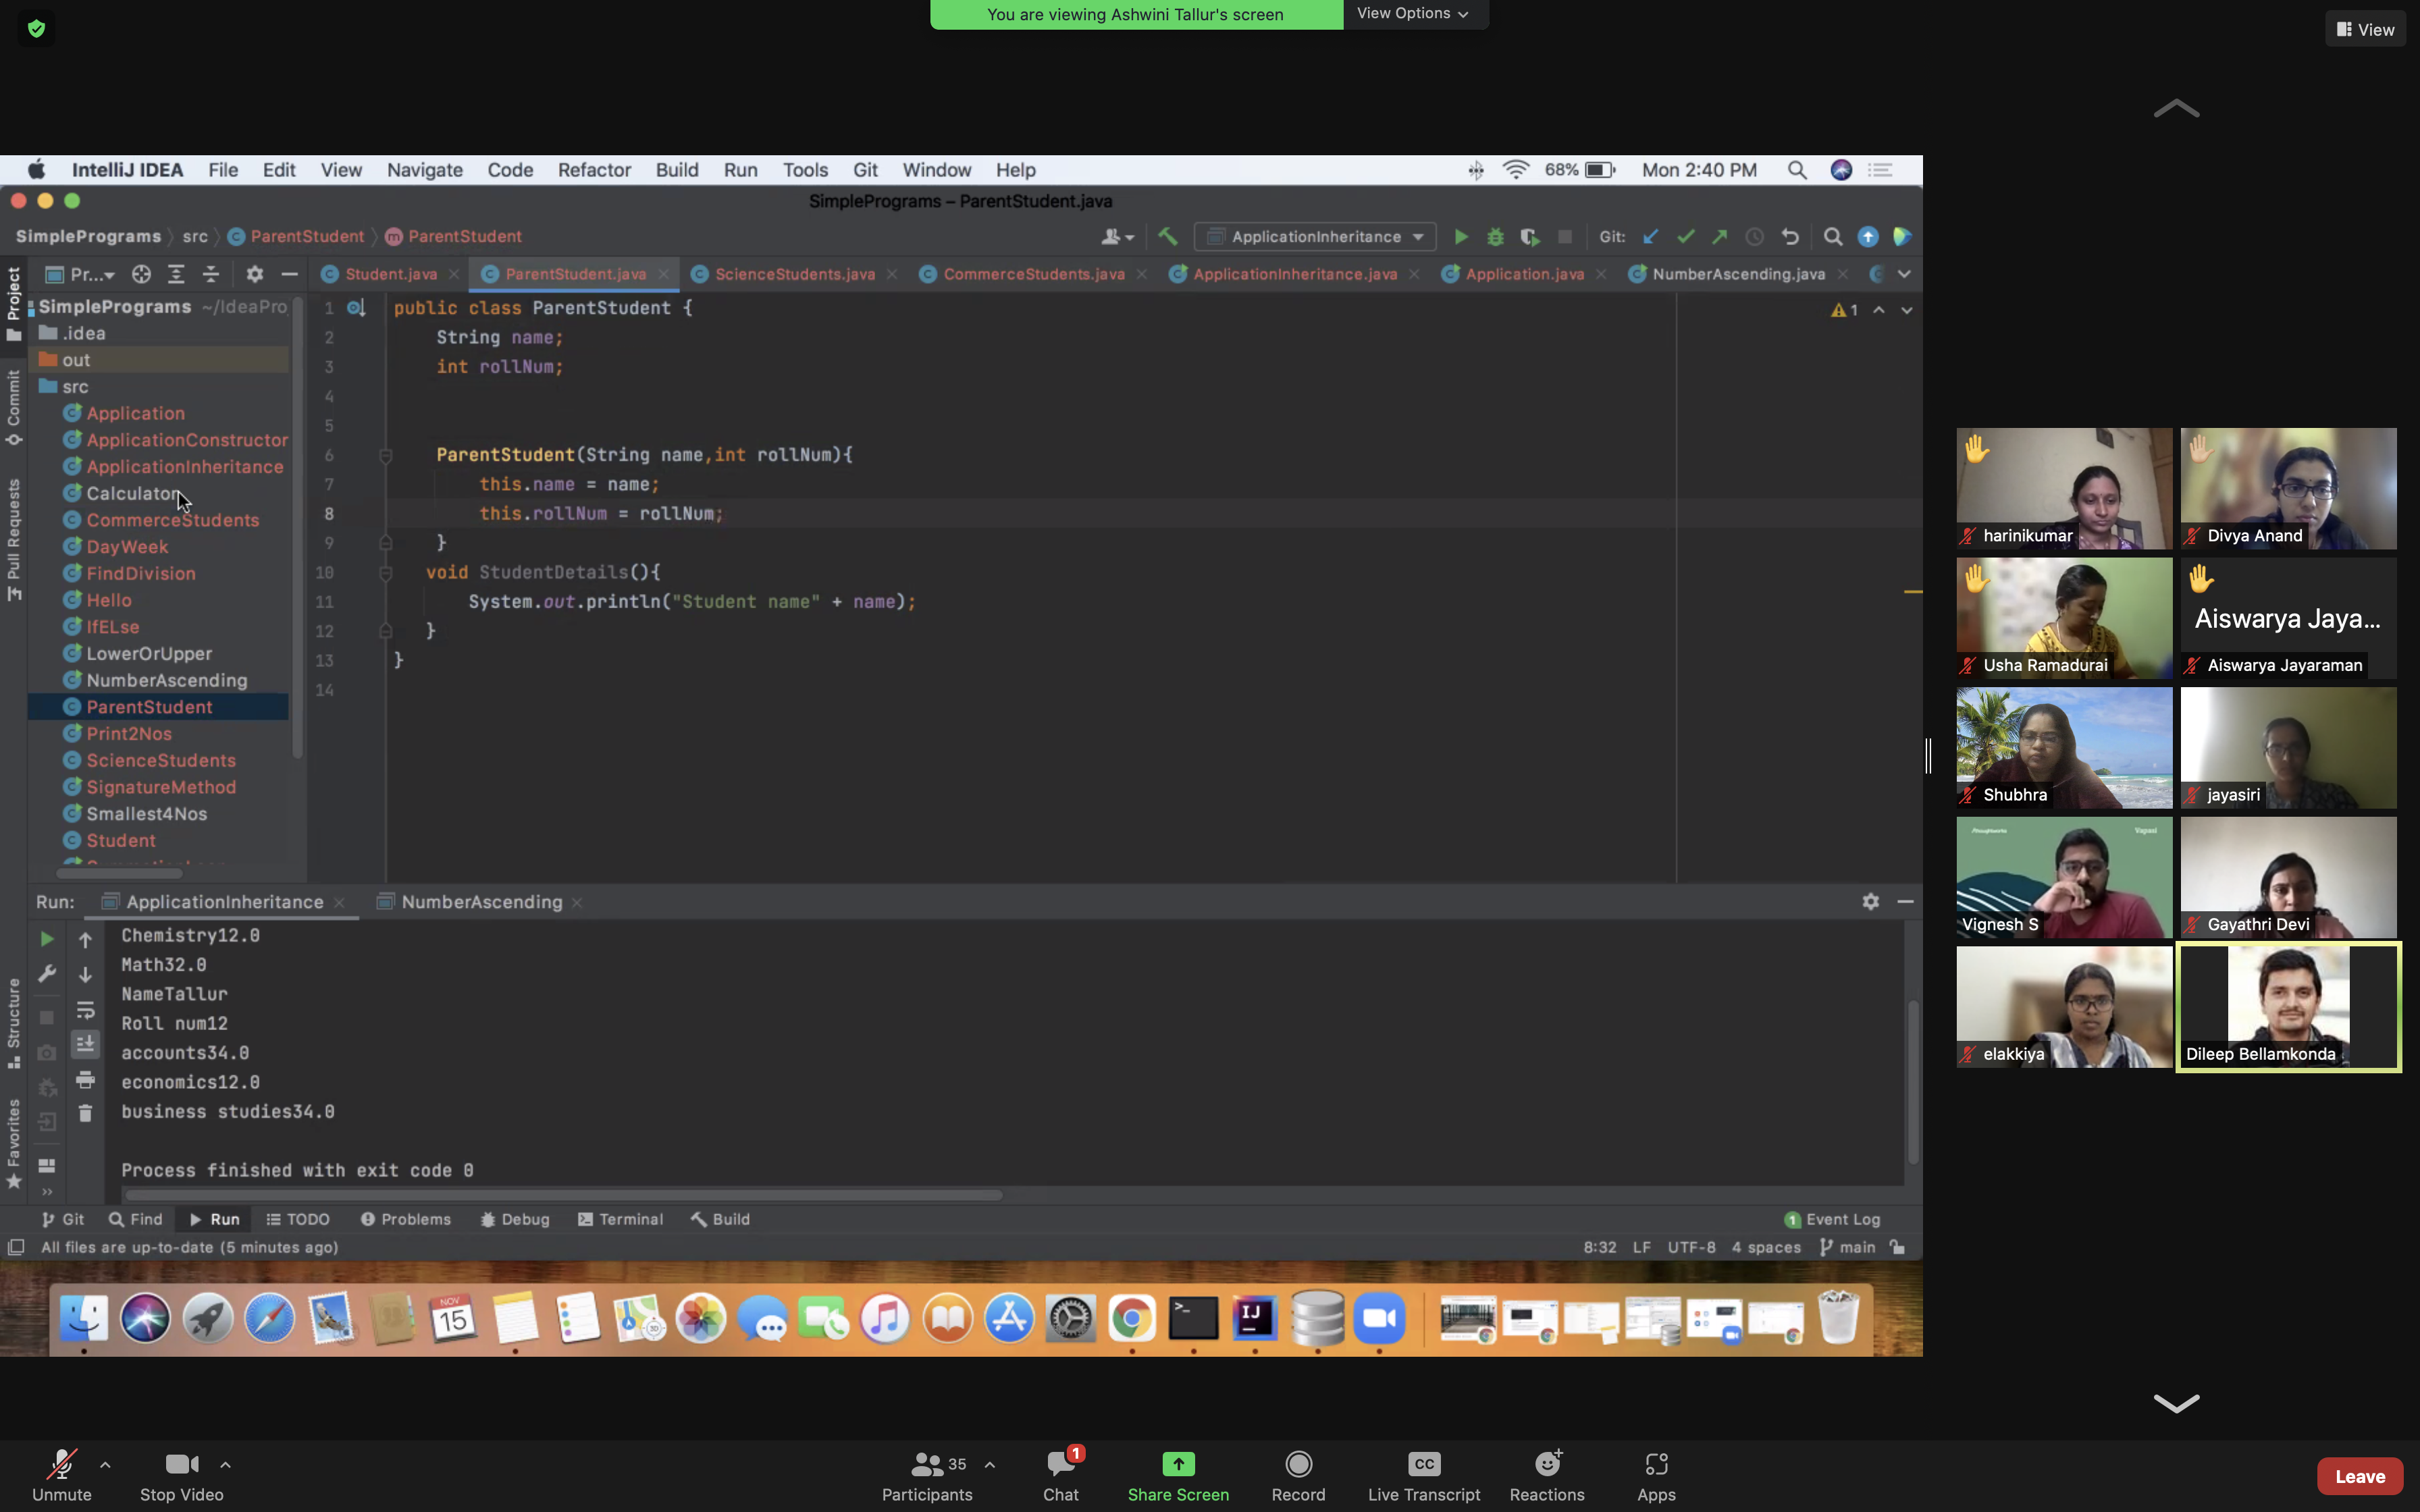 You are viewing Ashwini Tallur's screen
View Options
View
IntelliJ IDEA File Edit View Navigate Code Refactor Build Run Tools Git Window Help
68% Mon 2:40 PM
SimplePrograms – ParentStudent.java
SimplePrograms src ParentStudent ParentStudent
ApplicationInheritance
Git:
Pr...
Student.java ParentStudent.java ScienceStudents.java CommerceStudents.java ApplicationInheritance.java Application.java NumberAscending.java
Project
Commit
Pull Requests
Structure
Favorites
SimplePrograms ~/IdeaPro
.idea
out
src
Application
ApplicationConstructor
ApplicationInheritance
Calculator
CommerceStudents
DayWeek
FindDivision
Hello
IfELse
LowerOrUpper
NumberAscending
ParentStudent
Print2Nos
ScienceStudents
SignatureMethod
Smallest4Nos
Student
1 public class ParentStudent {
2 String name;
3 int rollNum;
4
5
6 ParentStudent(String name,int rollNum){
7 this.name = name;
8 this.rollNum = rollNum;
9 }
10 void StudentDetails(){
11 System.out.println("Student name" + name);
12 }
13 }
14
1
Run: ApplicationInheritance NumberAscending
Chemistry12.0
Math32.0
NameTallur
Roll num12
accounts34.0
economics12.0
business studies34.0
Process finished with exit code 0
Git Find Run TODO Problems Debug Terminal Build
1 Event Log
All files are up-to-date (5 minutes ago)
8:32 LF UTF-8 4 spaces main
NOV
15
IJ
harinikumar
Divya Anand
Usha Ramadurai
Aiswarya Jaya...
Aiswarya Jayaraman
Shubhra
jayasiri
/thoughtworks
Vapasi
Vignesh S
Gayathri Devi
elakkiya
Dileep Bellamkonda
Unmute
Stop Video
Participants
35
Chat
1
Share Screen
Record
CC
Live Transcript
Reactions
Apps
Leave